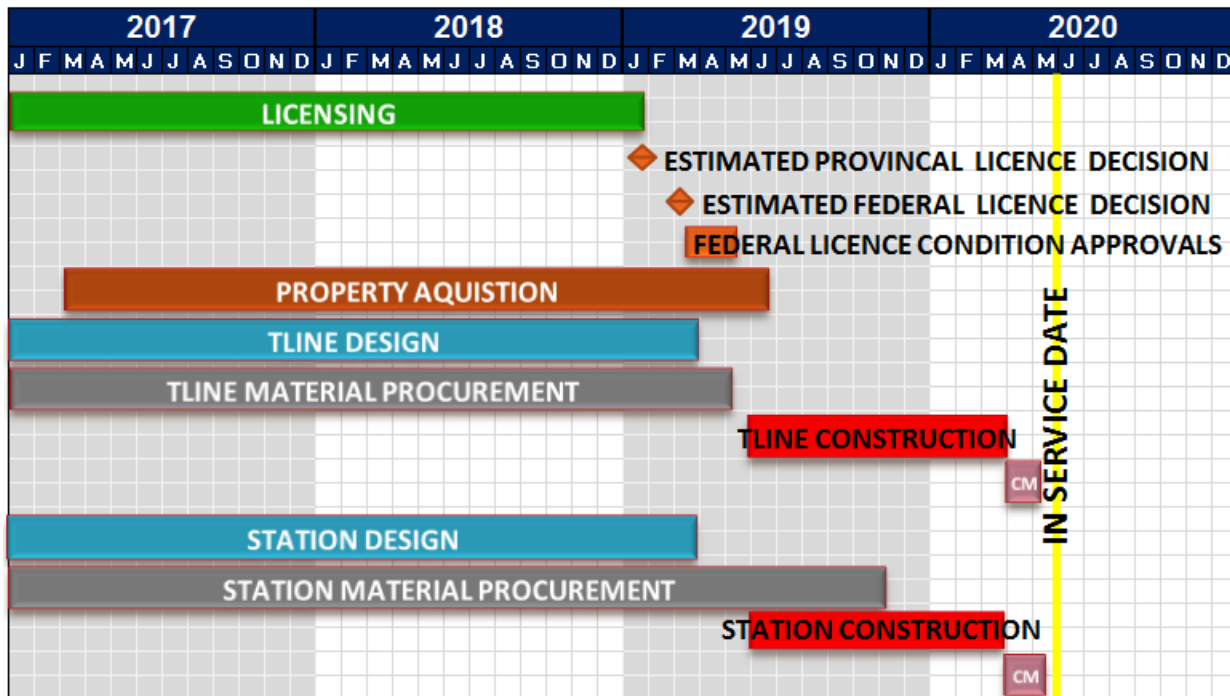 2017 2018 2019 2020
J F M A M J J A S O N D J F M A M J J A S O N D J F M A M J J A S O N D J F M A M J J A S O N D
LICENSING
ESTIMATED PROVINCAL LICENCE DECISION
ESTIMATED FEDERAL LICENCE DECISION
FEDERAL LICENCE CONDITION APPROVALS
PROPERTY AQUISTION
TLINE DESIGN
TLINE MATERIAL PROCUREMENT
TLINE CONSTRUCTION
CM
IN SERVICE DATE
STATION DESIGN
STATION MATERIAL PROCUREMENT
STATION CONSTRUCTION
CM